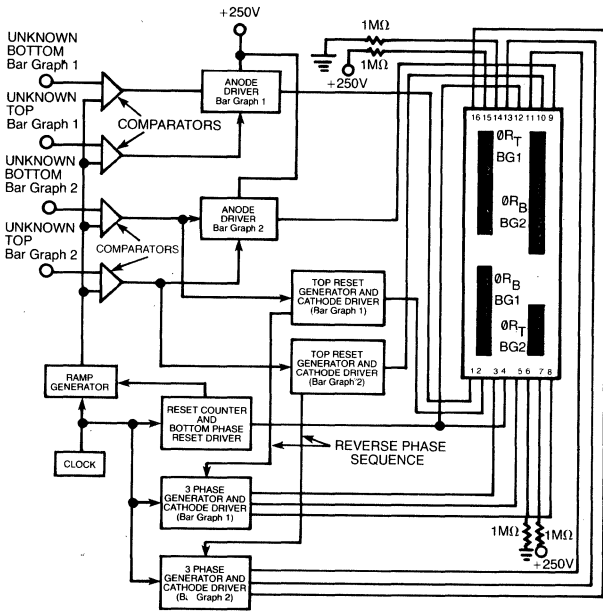 +250V
UNKNOWN
BOTTOM
Bar Graph 1
UNKNOWN
TOP
Bar Graph 1
UNKNOWN
BOTTOM
Bar Graph 2
UNKNOWN
TOP
Bar Graph 2
COMPARATORS
COMPARATORS
ANODE
DRIVER
Bar Graph 1
ANODE
DRIVER
Bar Graph 2
1MΩ
1MΩ
+250V
16 15 14 13 12 11 10 9
ØRT
BG1
ØRB
BG2
ØRB
BG1
ØRT
BG2
1 2 3 4 5 6 7 8
TOP RESET
GENERATOR AND
CATHODE DRIVER
(Bar Graph 1)
TOP RESET
GENERATOR AND
CATHODE DRIVER
(Bar Graph 2)
RAMP
GENERATOR
RESET COUNTER
AND
BOTTOM PHASE
RESET DRIVER
CLOCK
REVERSE PHASE
SEQUENCE
3 PHASE
GENERATOR AND
CATHODE DRIVER
(Bar Graph 1)
3 PHASE
GENERATOR AND
CATHODE DRIVER
Graph 2)
1MΩ
1MΩ
+250V